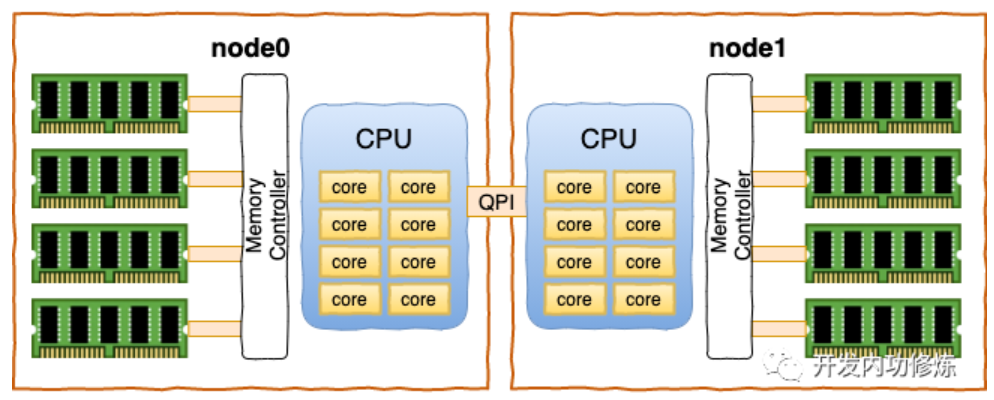 node0
node1
Memory
Controller
CPU
core core
core core
core core
core core
QPI
CPU
core core
core core
core core
core core
Memory
Controller
开发内功修炼